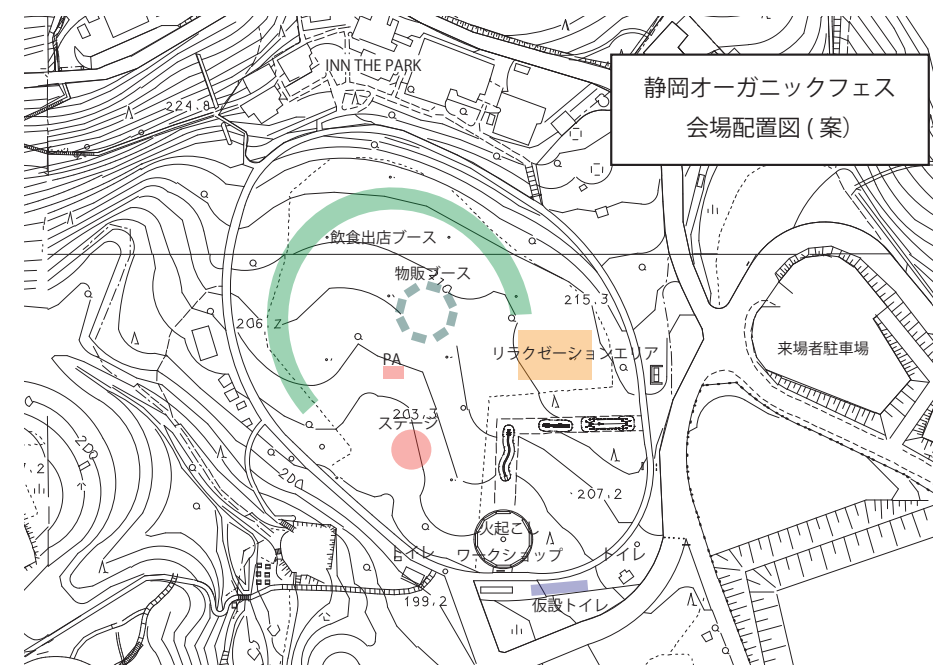 INN THE PARK
静岡オーガニックフェス
会場配置図(案)
224.8
飲食出店ブース
物販ブース
215.3
206.2
リラクゼーションエリア
来場者駐車場
PA
203.3
ステージ
200
200
7.2
207.2
火起こし
ワークショップ
トイレ
トイレ
199.2
仮設トイレ